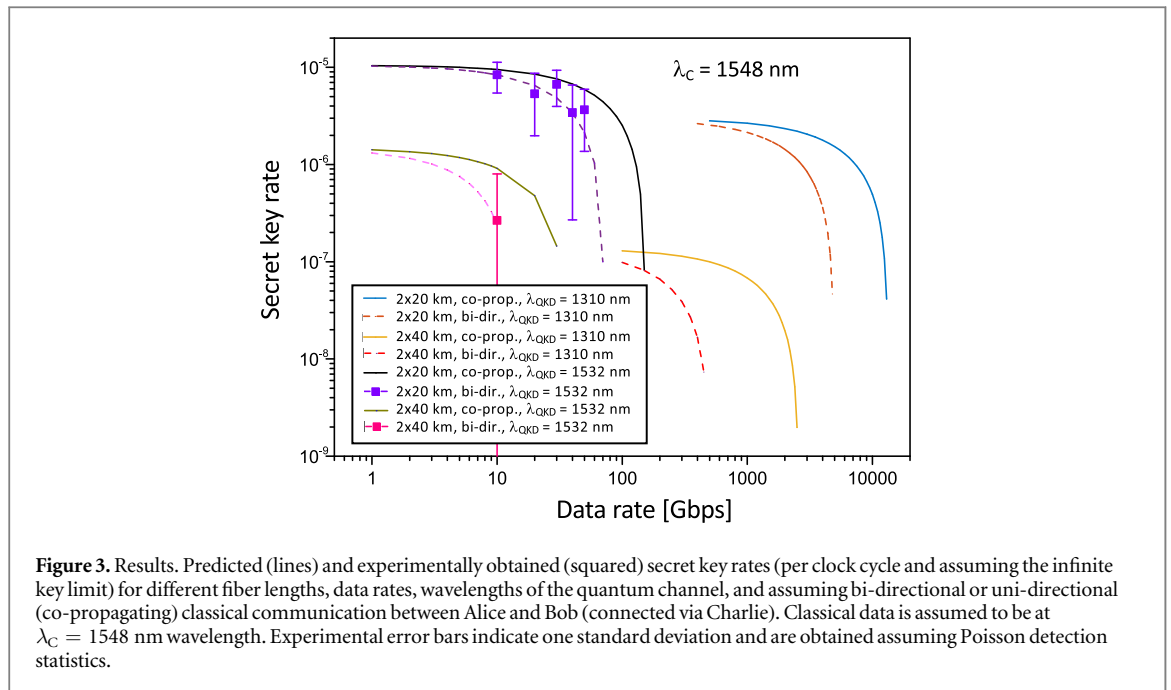 λC = 1548 nm
10-5
10-6
10-7
10-8
10-9
Secret key rate
2x20 km, co-prop., λQKD = 1310 nm
2x20 km, bi-dir., λQKD = 1310 nm
2x40 km, co-prop., λQKD = 1310 nm
2x40 km, bi-dir., λQKD = 1310 nm
2x20 km, co-prop., λQKD = 1532 nm
2x20 km, bi-dir., λQKD = 1532 nm
2x40 km, co-prop., λQKD = 1532 nm
2x40 km, bi-dir., λQKD = 1532 nm
1 10 100 1000 10000
Data rate [Gbps]
Figure 3. Results. Predicted (lines) and experimentally obtained (squared) secret key rates (per clock cycle and assuming the infinite
key limit) for different fiber lengths, data rates, wavelengths of the quantum channel, and assuming bi-directional or uni-directional
(co-propagating) classical communication between Alice and Bob (connected via Charlie). Classical data is assumed to be at
λC = 1548 nm wavelength. Experimental error bars indicate one standard deviation and are obtained assuming Poisson detection
statistics.